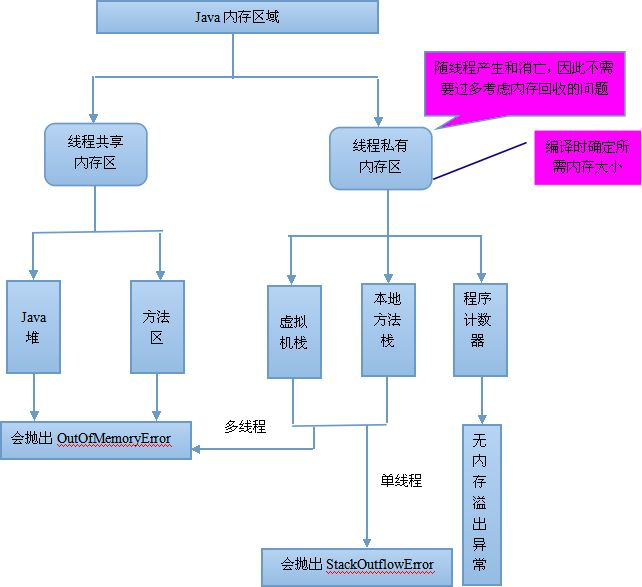 Java 内存区域
随线程产生和消亡，因此不需
要过多考虑内存回收的问题
线程共享
内存区
线程私有
内存区
编译时确定所
需内存大小
Java
堆
方法
区
虚拟
机栈
本地
方法
栈
程序
计数
器
会抛出 OutOfMemoryError
多线程
单线程
无
内
存
溢
出
异
常
会抛出 StackOutflowError